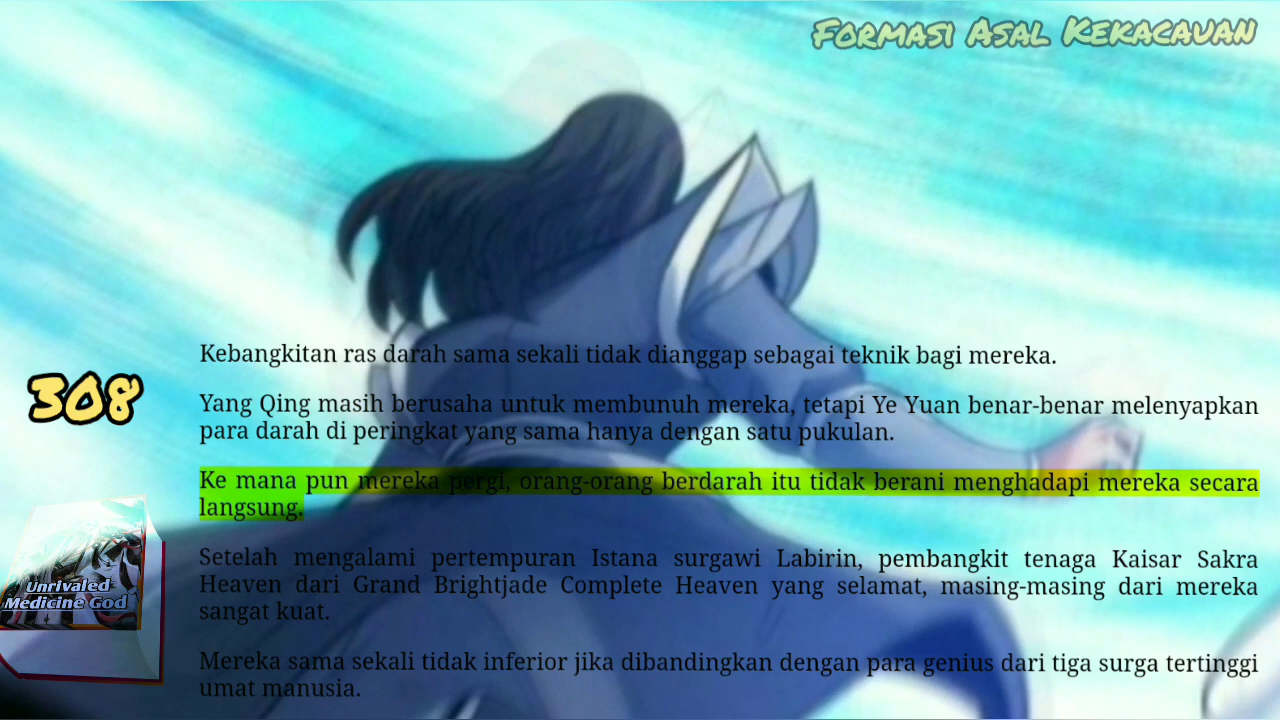 Formasi Asal Kekacauan
Kebangkitan ras darah sama sekali tidak dianggap sebagai teknik bagi mereka.
Yang Qing masih berusaha untuk membunuh mereka, tetapi Ye Yuan benar-benar melenyapkan
para darah di peringkat yang sama hanya dengan satu pukulan.
308
Ke mana pun mereka pergi, orang-orang berdarah itu tidak berani menghadapi mereka secara
langsung.
Setelah mengalami pertempuran Istana surgawi Labirin, pembangkit tenaga Kaisar Sakra
Heaven dari Grand Brightjade Complete Heaven yang selamat, masing-masing dari mereka
sangat kuat.
Unrivaled
Medicine God
Mereka sama sekali tidak inferior jika dibandingkan dengan para genius dari tiga surga tertinggi
umat manusia.